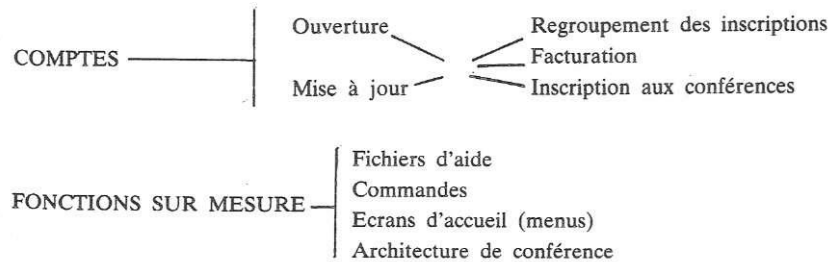 Ouverture
Regroupement des inscriptions
COMPTES
Facturation
Mise à jour
Inscription aux conférences
Fichiers d'aide
Commandes
FONCTIONS SUR MESURE
Ecrans d'accueil (menus)
Architecture de conférence